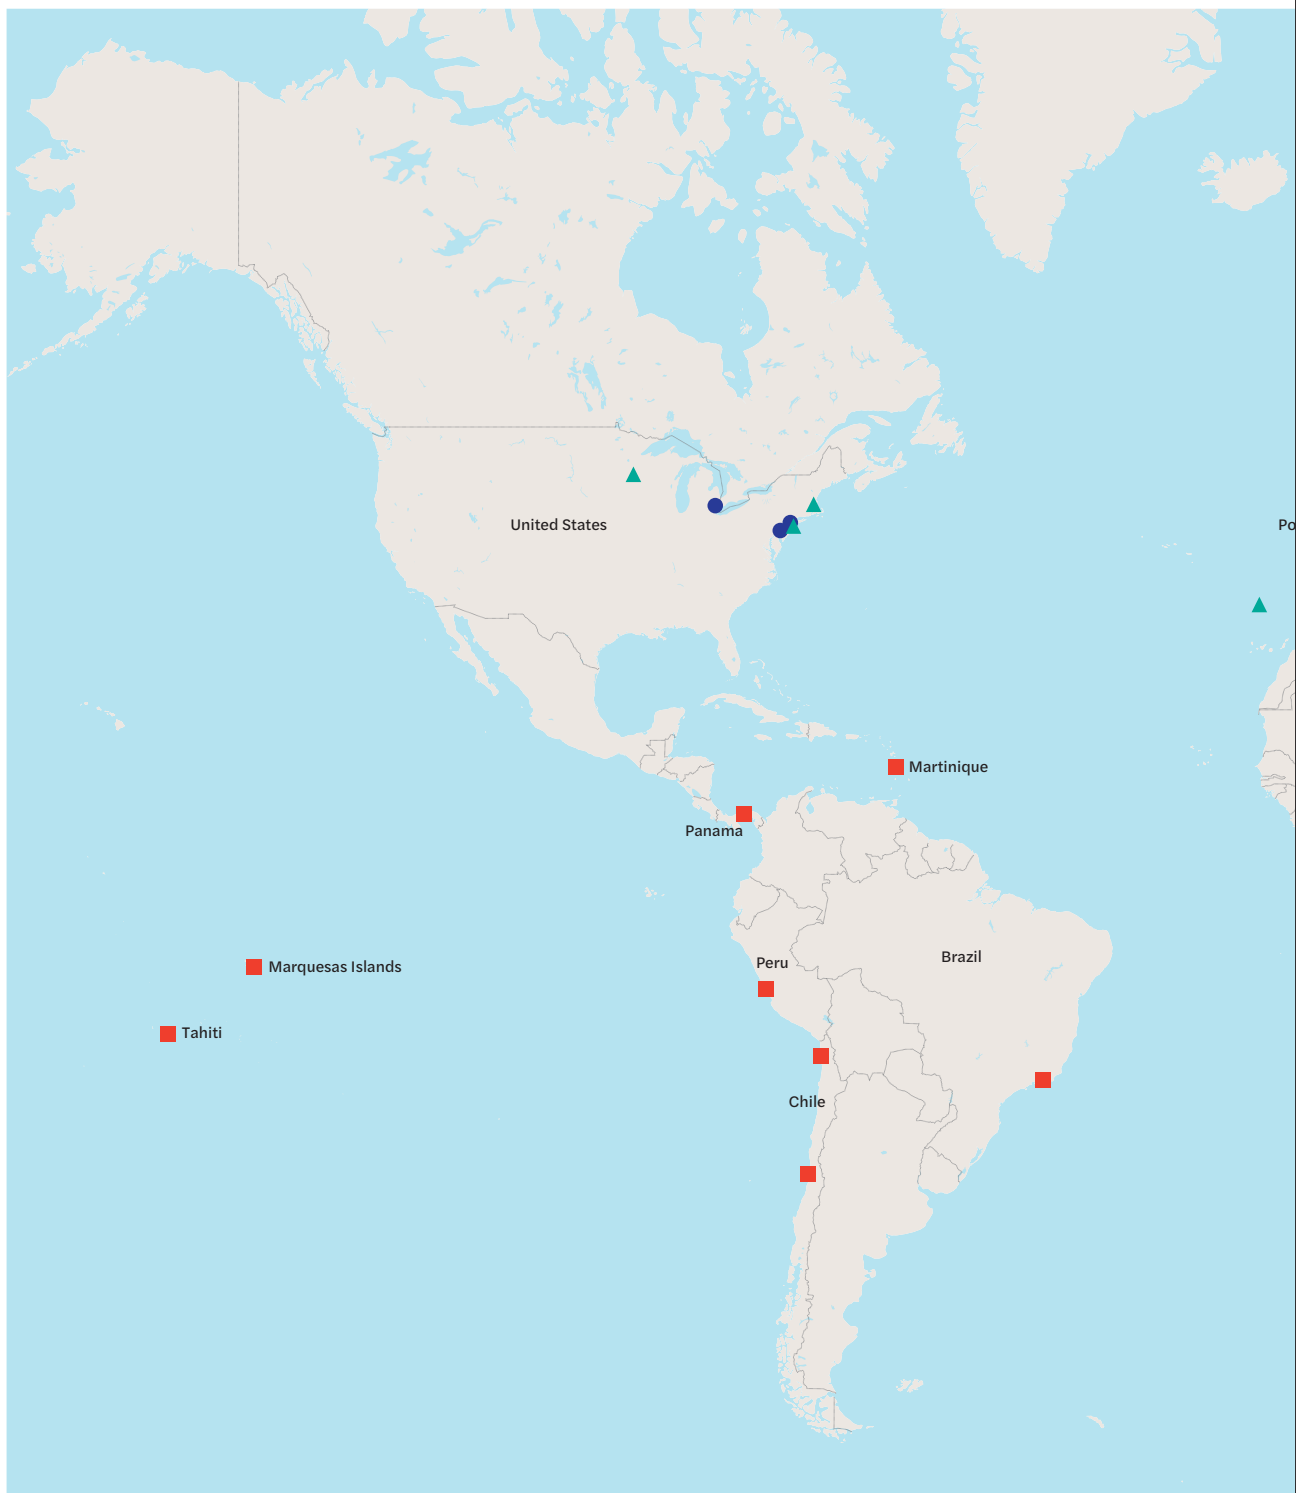 United States
Po
Martinique
Panama
Peru
Brazil
Marquesas Islands
Tahiti
Chile